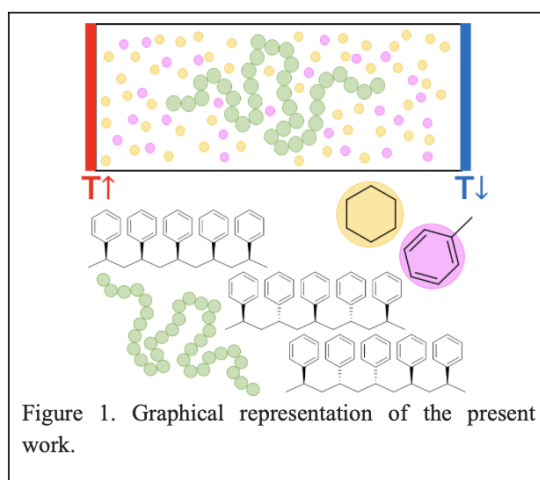 T↑
T↓
Figure 1. Graphical representation of the present
work.